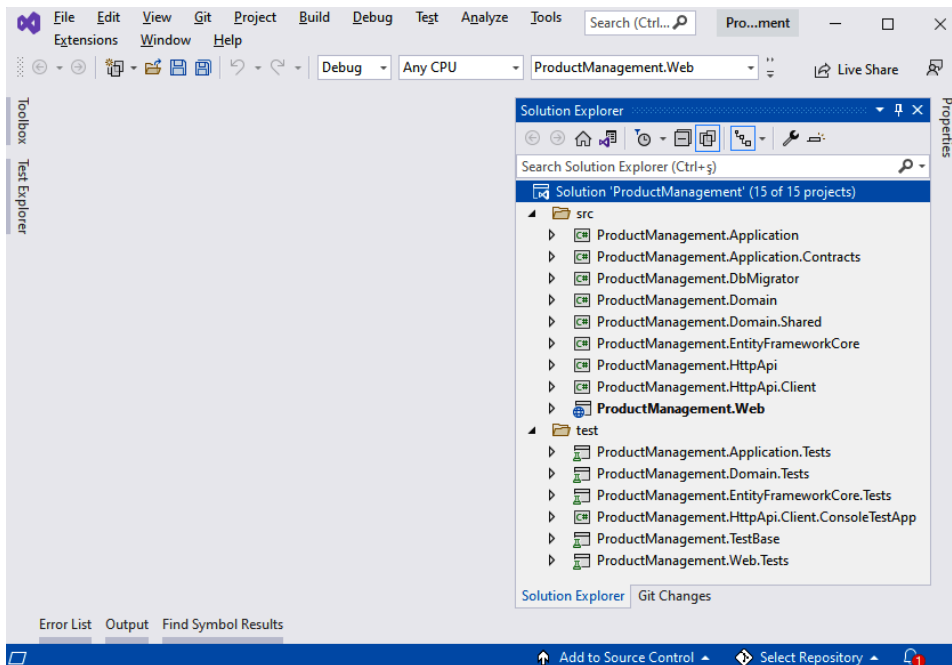 File Edit View Git Project Build Debug Test Analyze Tools Search (Ctrl... Pro...ment
Extensions Window Help
Debug Any CPU ProductManagement.Web Live Share
Toolbox
Test Explorer
Properties
Solution Explorer
Search Solution Explorer (Ctrl+ş)
Solution 'ProductManagement' (15 of 15 projects)
src
C# ProductManagement.Application
C# ProductManagement.Application.Contracts
C# ProductManagement.DbMigrator
C# ProductManagement.Domain
C# ProductManagement.Domain.Shared
C# ProductManagement.EntityFrameworkCore
C# ProductManagement.HttpApi
C# ProductManagement.HttpApi.Client
ProductManagement.Web
test
ProductManagement.Application.Tests
ProductManagement.Domain.Tests
ProductManagement.EntityFrameworkCore.Tests
C# ProductManagement.HttpApi.Client.ConsoleTestApp
ProductManagement.TestBase
ProductManagement.Web.Tests
Solution Explorer Git Changes
Error List Output Find Symbol Results
Add to Source Control Select Repository 1